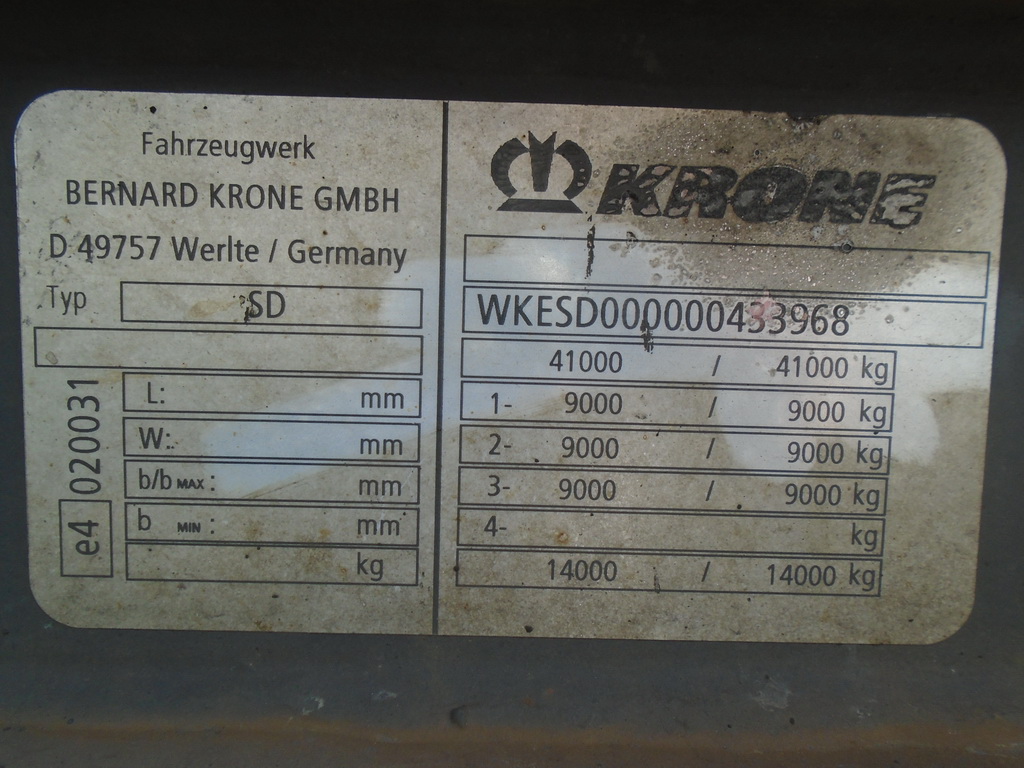 Fahrzeugwerk
BERNARD KRONE GMBH
D 49757 Werlte / Germany
Typ SD
L: mm
W: mm
b/b MAX : mm
b MIN : mm
kg
e4 020031
KRONE
WKESD000000433968
41000 / 41000 kg
1- 9000 / 9000 kg
2- 9000 / 9000 kg
3- 9000 / 9000 kg
4- kg
14000 / 14000 kg